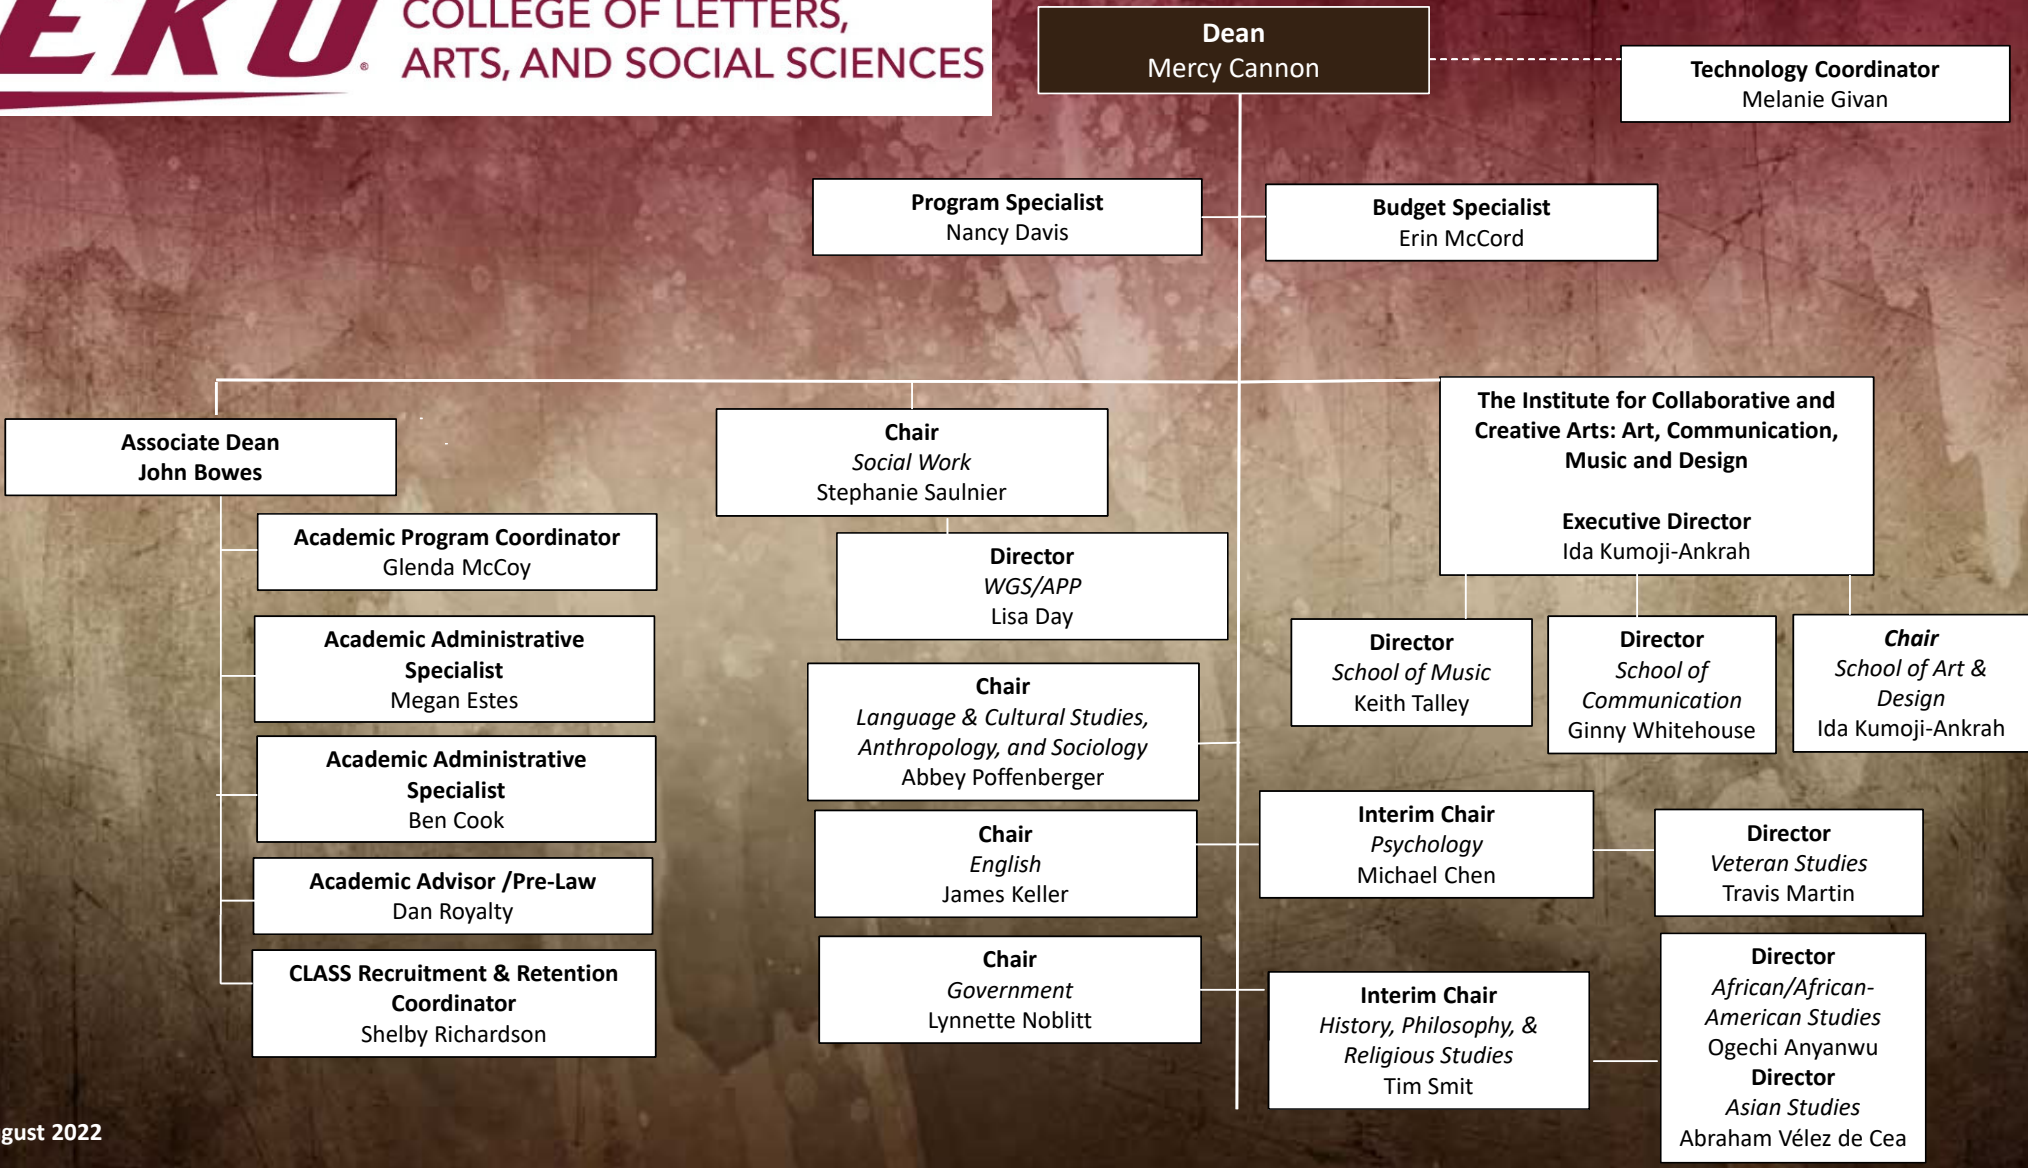 EKU®
COLLEGE OF LETTERS,
ARTS, AND SOCIAL SCIENCES
Dean
Mercy Cannon
Technology Coordinator
Melanie Givan
Program Specialist
Nancy Davis
Budget Specialist
Erin McCord
Associate Dean
John Bowes
Academic Program Coordinator
Glenda McCoy
Academic Administrative
Specialist
Megan Estes
Academic Administrative
Specialist
Ben Cook
Academic Advisor /Pre-Law
Dan Royalty
CLASS Recruitment & Retention
Coordinator
Shelby Richardson
Chair
Social Work
Stephanie Saulnier
Director
WGS/APP
Lisa Day
Chair
Language & Cultural Studies,
Anthropology, and Sociology
Abbey Poffenberger
Chair
English
James Keller
Chair
Government
Lynnette Noblitt
The Institute for Collaborative and
Creative Arts: Art, Communication,
Music and Design
Executive Director
Ida Kumoji-Ankrah
Director
School of Music
Keith Talley
Director
School of
Communication
Ginny Whitehouse
Chair
School of Art &
Design
Ida Kumoji-Ankrah
Interim Chair
Psychology
Michael Chen
Director
Veteran Studies
Travis Martin
Interim Chair
History, Philosophy, &
Religious Studies
Tim Smit
Director
African/African-
American Studies
Ogechi Anyanwu
Director
Asian Studies
Abraham Vélez de Cea
gust 2022